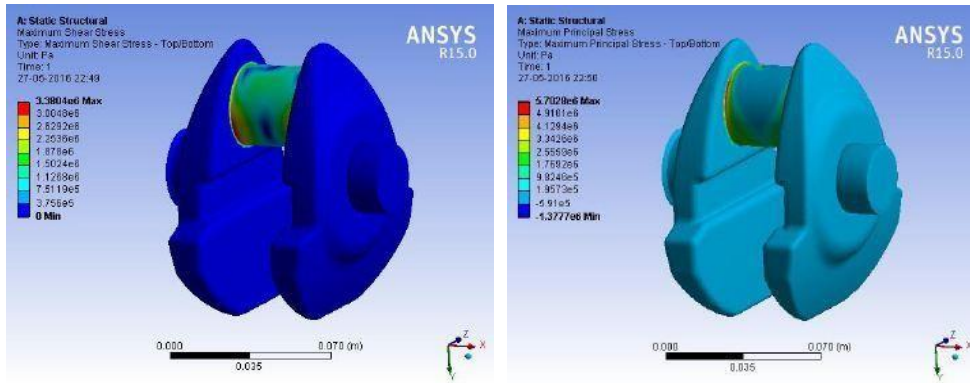 A: Static Structural
Maximum Shear Stress
Type: Maximum Shear Stress - Top/Bottom
Unit: Pa
Time: 1
27-05-2016 22:49
3.3804e6 Max
3.0048e6
2.6292e6
2.2536e6
1.878e6
1.5024e6
1.1268e6
7.5119e5
3.756e5
0 Min
ANSYS
R15.0
0.000
0.070 (m)
0.035
Z
X
Y
A: Static Structural
Maximum Principal Stress
Type: Maximum Principal Stress - Top/Bottom
Unit: Pa
Time: 1
27-05-2016 22:50
5.7028e6 Max
4.9161e6
4.1294e6
3.3426e6
2.5559e6
1.7692e6
9.8246e5
1.9573e5
-5.91e5
-1.3777e6 Min
ANSYS
R15.0
0.000
0.070 (m)
0.035
Z
X
Y